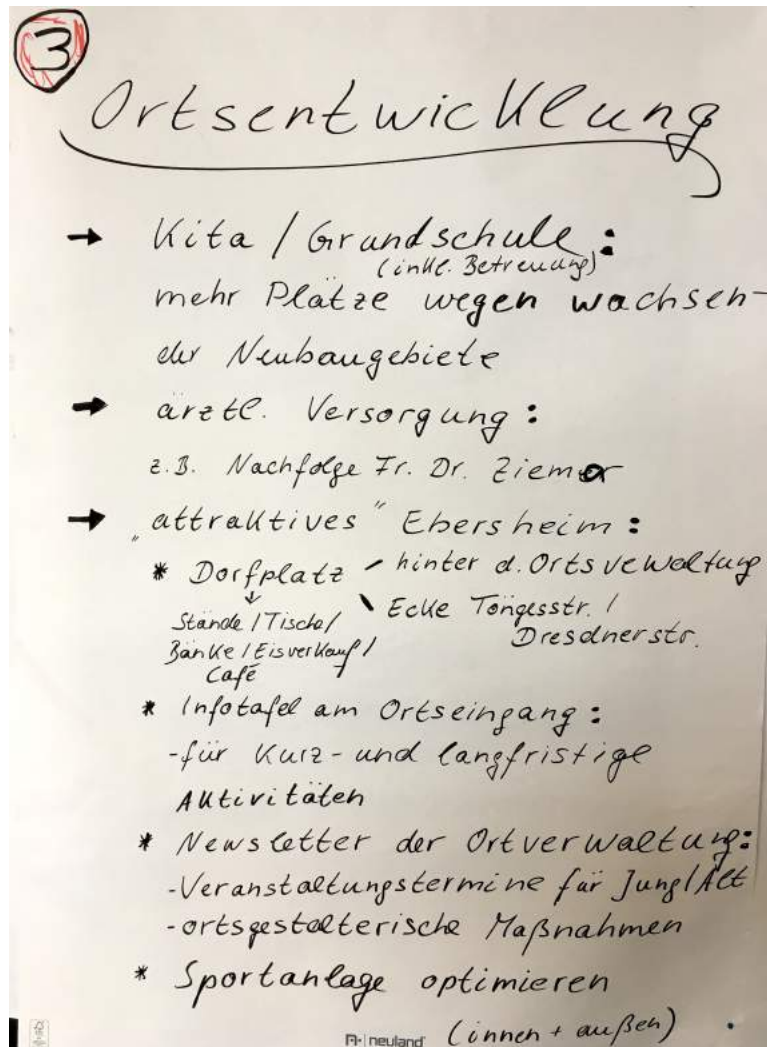 3
Ortsentwicklung
→ Kita / Grundschule:
(inkl. Betreuung)
mehr Plätze wegen wachsen-
der Neubaugebiete
→ ärztl. Versorgung:
z.B. Nachfolge Fr. Dr. Ziemer
→ „attraktives“ Ebersheim:
* Dorfplatz - hinter d. Ortsvewaltung
\ Ecke Töngesstr. /
Dresdnerstr.
↓
Stände / Tische /
Bänke / Eisverkauf /
Café
* Infotafel am Ortseingang:
- für Kurz- und langfristige
Aktivitäten
* Newsletter der Ortverwaltung:
- Veranstaltungstermine für Jung/Alt
- ortsgestalterische Maßnahmen
* Sportanlage optimieren
(innen + außen)
neuland